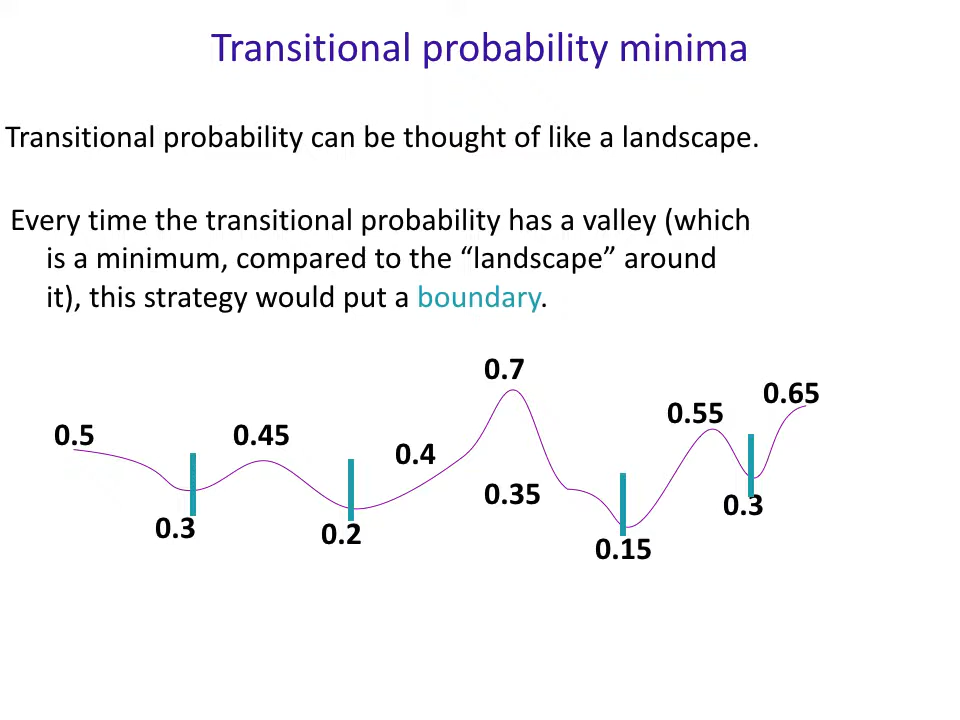 Transitional probability minima
Transitional probability can be thought of like a landscape.
Every time the transitional probability has a valley (which
is a minimum, compared to the “landscape” around
it), this strategy would put a boundary.
0.7
0.65
0.55
0.5
0.45
0.4
0.35
0.3
0.3
0.2
0.15